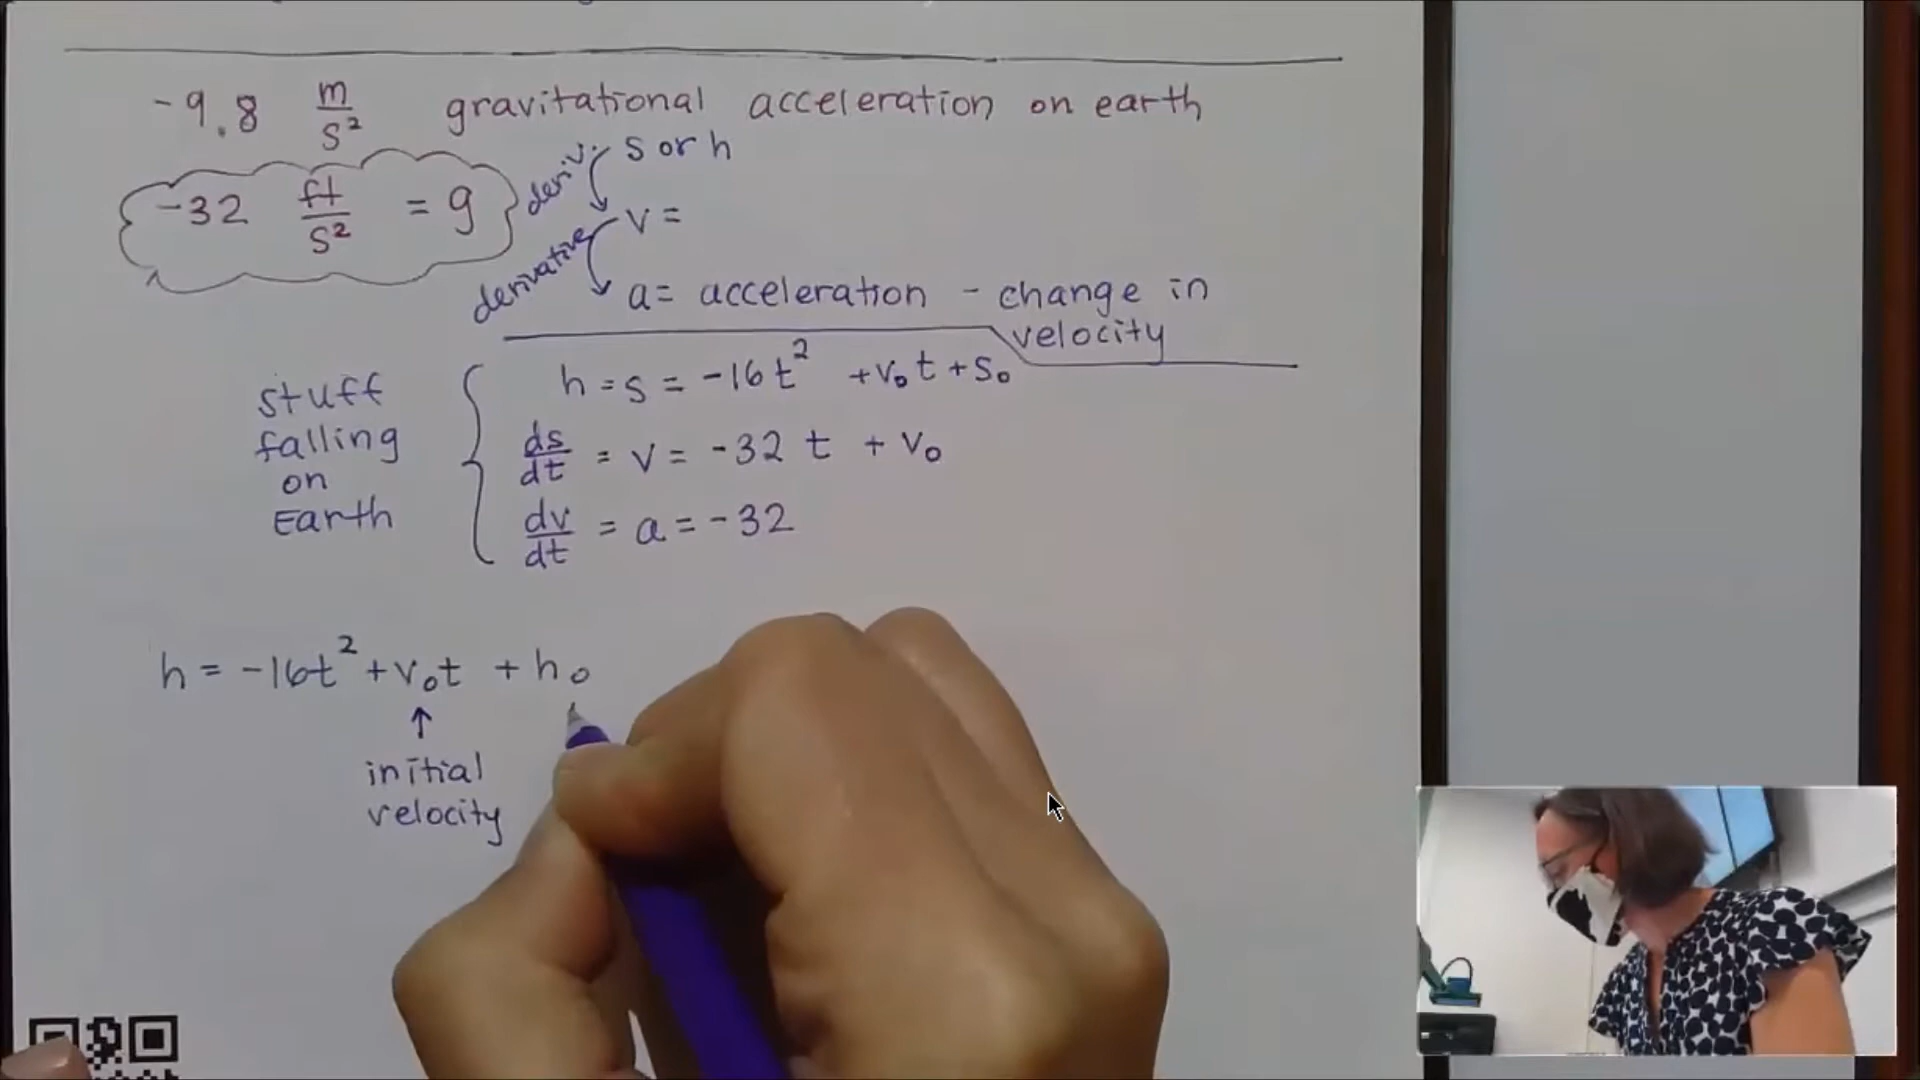 -9.8 m/s² gravitational acceleration on earth
-32 ft/s² = g
deriv. s or h
v =
derivative
a = acceleration - change in
velocity
stuff
falling
on
Earth
h = s = -16t² + v₀t + s₀
ds/dt = v = -32 t + v₀
dv/dt = a = -32
h = -16t² + v₀t + h₀
↑
initial
velocity